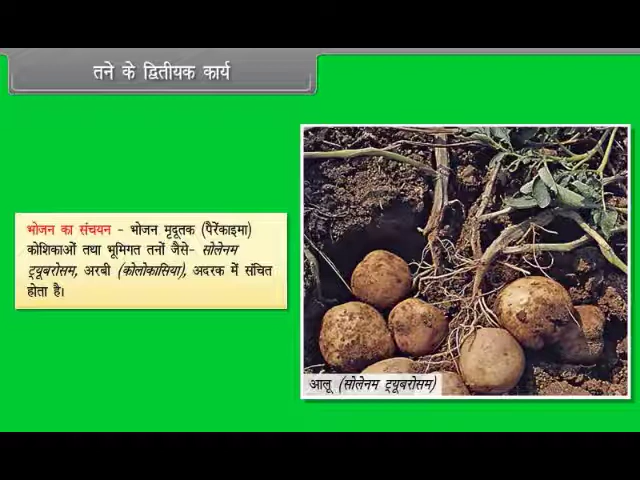 तने के द्वितीयक कार्य
भोजन का संचयन - भोजन मृदूतक (पैरेंकाइमा)
कोशिकाओं तथा भूमिगत तनों जैसे- सोलेनम
ट्यूबरोसम, अरबी (कोलोकासिया), अदरक में संचित
होता है।
आलू (सोलेनम ट्यूबरोसम)